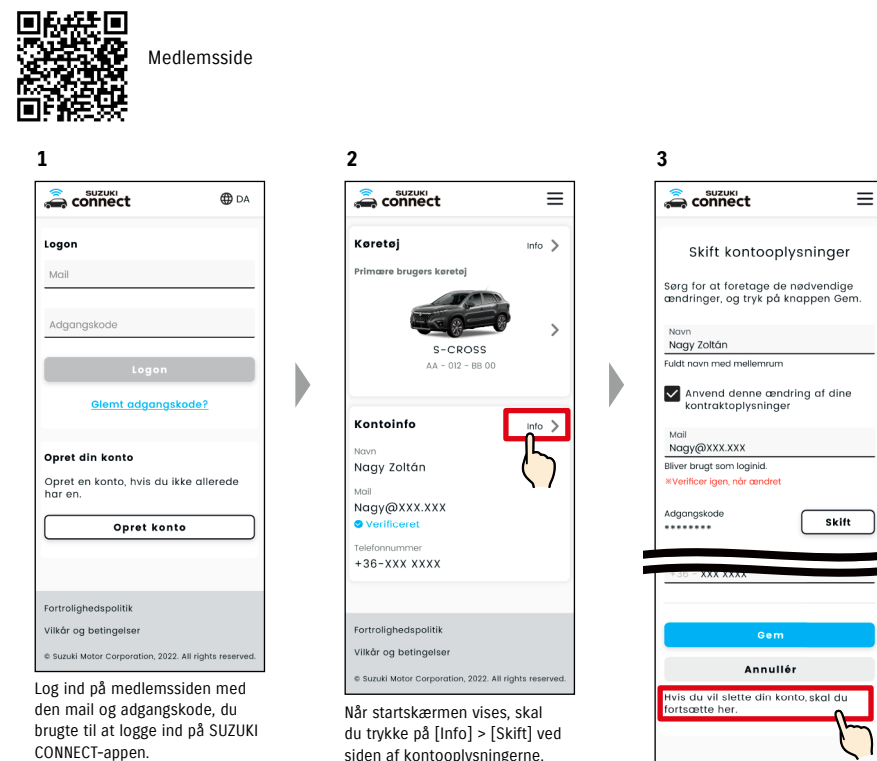 Medlemsside
1
SUZUKI
connect
DA
Logon
Mail
Adgangskode
Logon
Glemt adgangskode?
Opret din konto
Opret en konto, hvis du ikke allerede
har en.
Opret konto
Fortrolighedspolitik
Vilkår og betingelser
© Suzuki Motor Corporation, 2022. All rights reserved.
Log ind på medlemssiden med
den mail og adgangskode, du
brugte til at logge ind på SUZUKI
CONNECT-appen.
2
SUZUKI
connect
Køretøj
Info
Primære brugers køretøj
S-CROSS
AA - 012 - BB 00
Kontoinfo
Info
Navn
Nagy Zoltán
Mail
Nagy@XXX.XXX
Verificeret
Telefonnummer
+36-XXX XXXX
Fortrolighedspolitik
Vilkår og betingelser
© Suzuki Motor Corporation, 2022. All rights reserved.
Når startskærmen vises, skal
du trykke på [Info] > [Skift] ved
siden af kontooplysningerne.
3
SUZUKI
connect
Skift kontooplysninger
Sørg for at foretage de nødvendige
ændringer, og tryk på knappen Gem.
Navn
Nagy Zoltán
Fuldt navn med mellemrum
Anvend denne ændring af dine
kontraktoplysninger
Mail
Nagy@XXX.XXX
Bliver brugt som loginid.
※Verificer igen, når ændret
Adgangskode
********
Skift
+36 - XXX XXXX
Gem
Annullér
Hvis du vil slette din konto, skal du
fortsætte her.